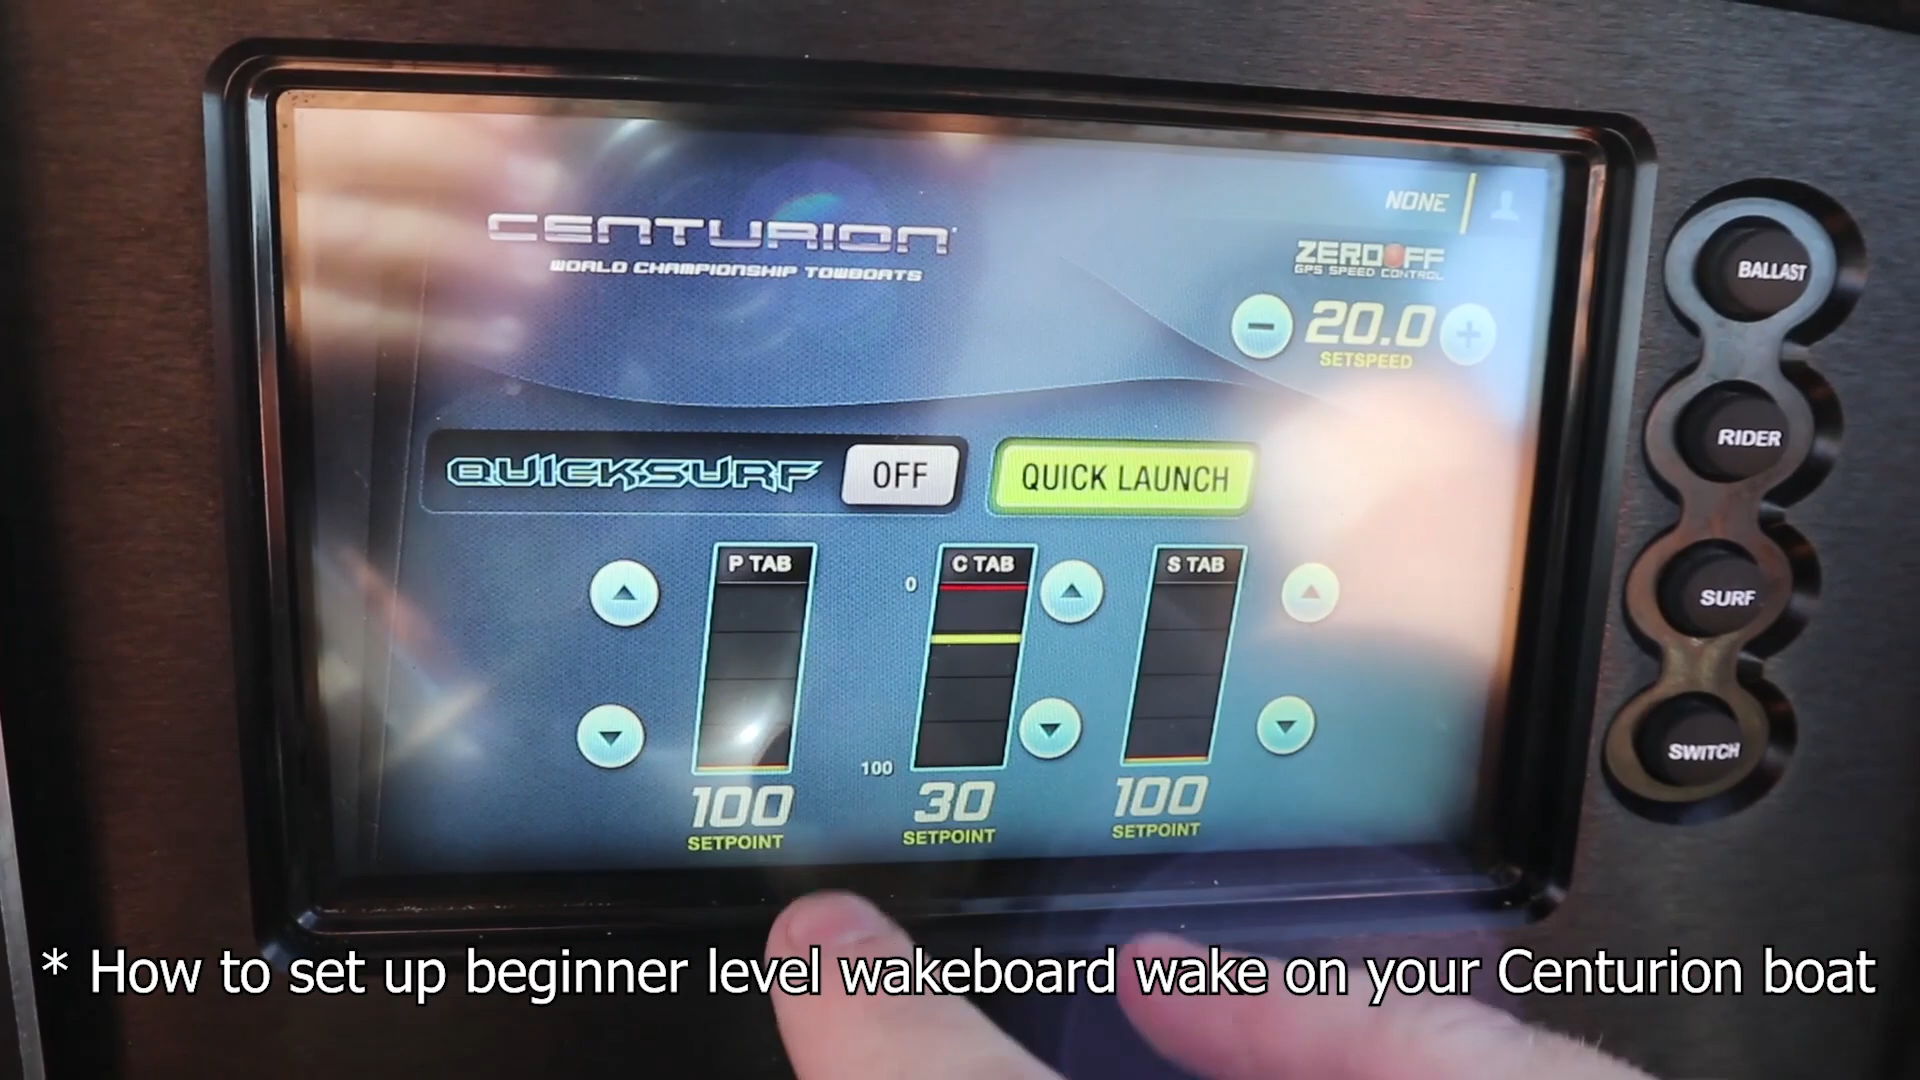 CENTURION
WORLD CHAMPIONSHIP TOWBOATS
NONE
ZEROOFF
GPS SPEED CONTROL
20.0
SETSPEED
QUICKSURF OFF
QUICK LAUNCH
P TAB
C TAB
S TAB
0
100
100
SETPOINT
30
SETPOINT
100
SETPOINT
BALLAST
RIDER
SURF
SWITCH
* How to set up beginner level wakeboard wake on your Centurion boat